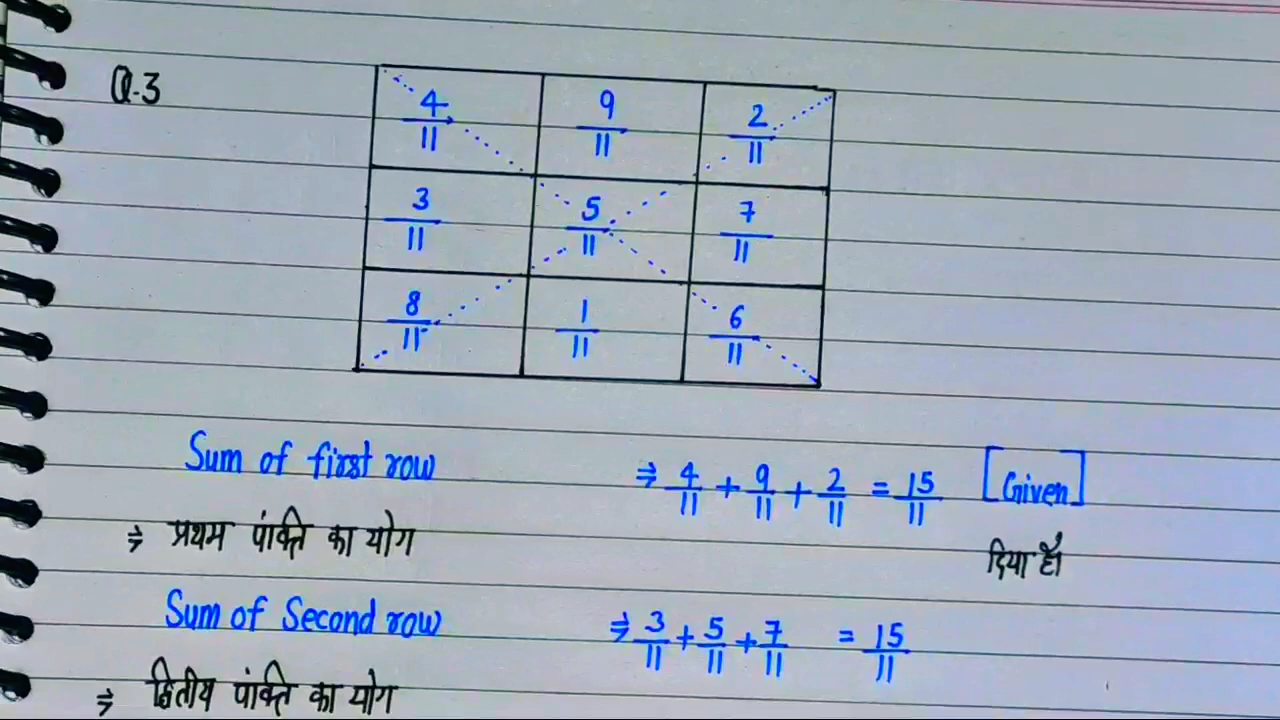 Q.3
4/11 9/11 2/11
3/11 5/11 7/11
8/11 1/11 6/11
Sum of first row ⇒ 4/11 + 9/11 + 2/11 = 15/11 [Given]
⇒ प्रथम पांक्ति का योग दिया है।
Sum of Second row ⇒ 3/11 + 5/11 + 7/11 = 15/11
⇒ द्वितीय पांक्ति का योग